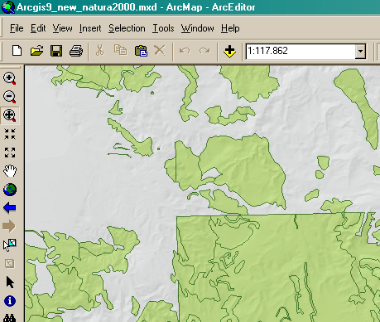 Arcgis9_new_natura2000.mxd - ArcMap - ArcEditor
File Edit View Insert Selection Tools Window Help
1:117.862